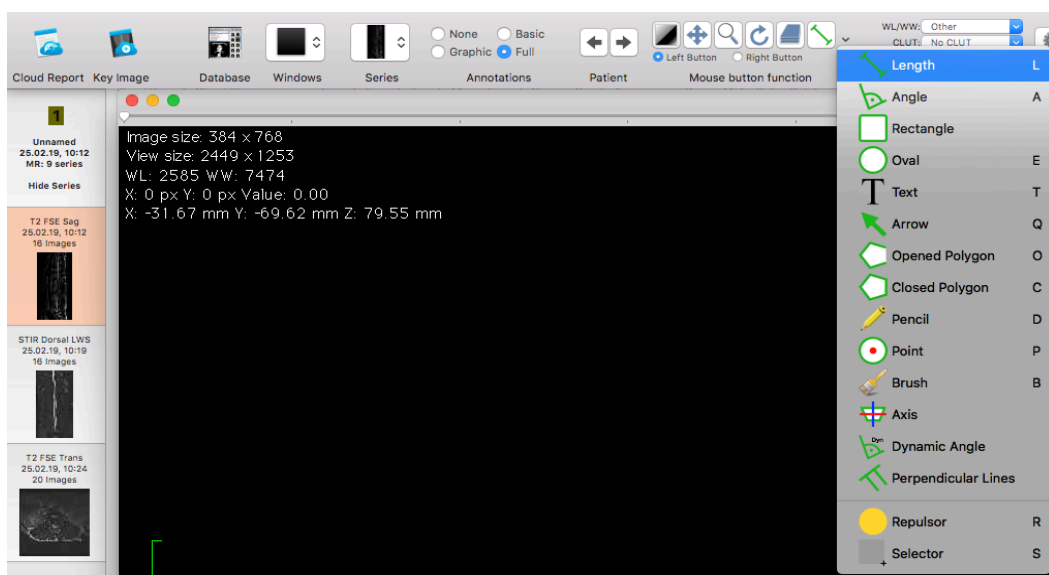 None Basic
Graphic Full
Left Button Right Button
WL/WW: Other
CLUT: No CLUT
Cloud Report Key Image Database Windows Series Annotations Patient Mouse button function
1
Unnamed
25.02.19, 10:12
MR: 9 series
Hide Series
T2 FSE Sag
25.02.19, 10:12
16 Images
STIR Dorsal LWS
25.02.19, 10:19
16 Images
T2 FSE Trans
25.02.19, 10:24
20 Images
Image size: 384 x 768
View size: 2449 x 1253
WL: 2585 WW: 7474
X: 0 px Y: 0 px Value: 0.00
X: -31.67 mm Y: -69.62 mm Z: 79.55 mm
Length L
Angle A
Rectangle
Oval E
T Text T
Arrow Q
Opened Polygon O
Closed Polygon C
Pencil D
Point P
Brush B
Axis
Dyn Dynamic Angle
Perpendicular Lines
Repulsor R
Selector S